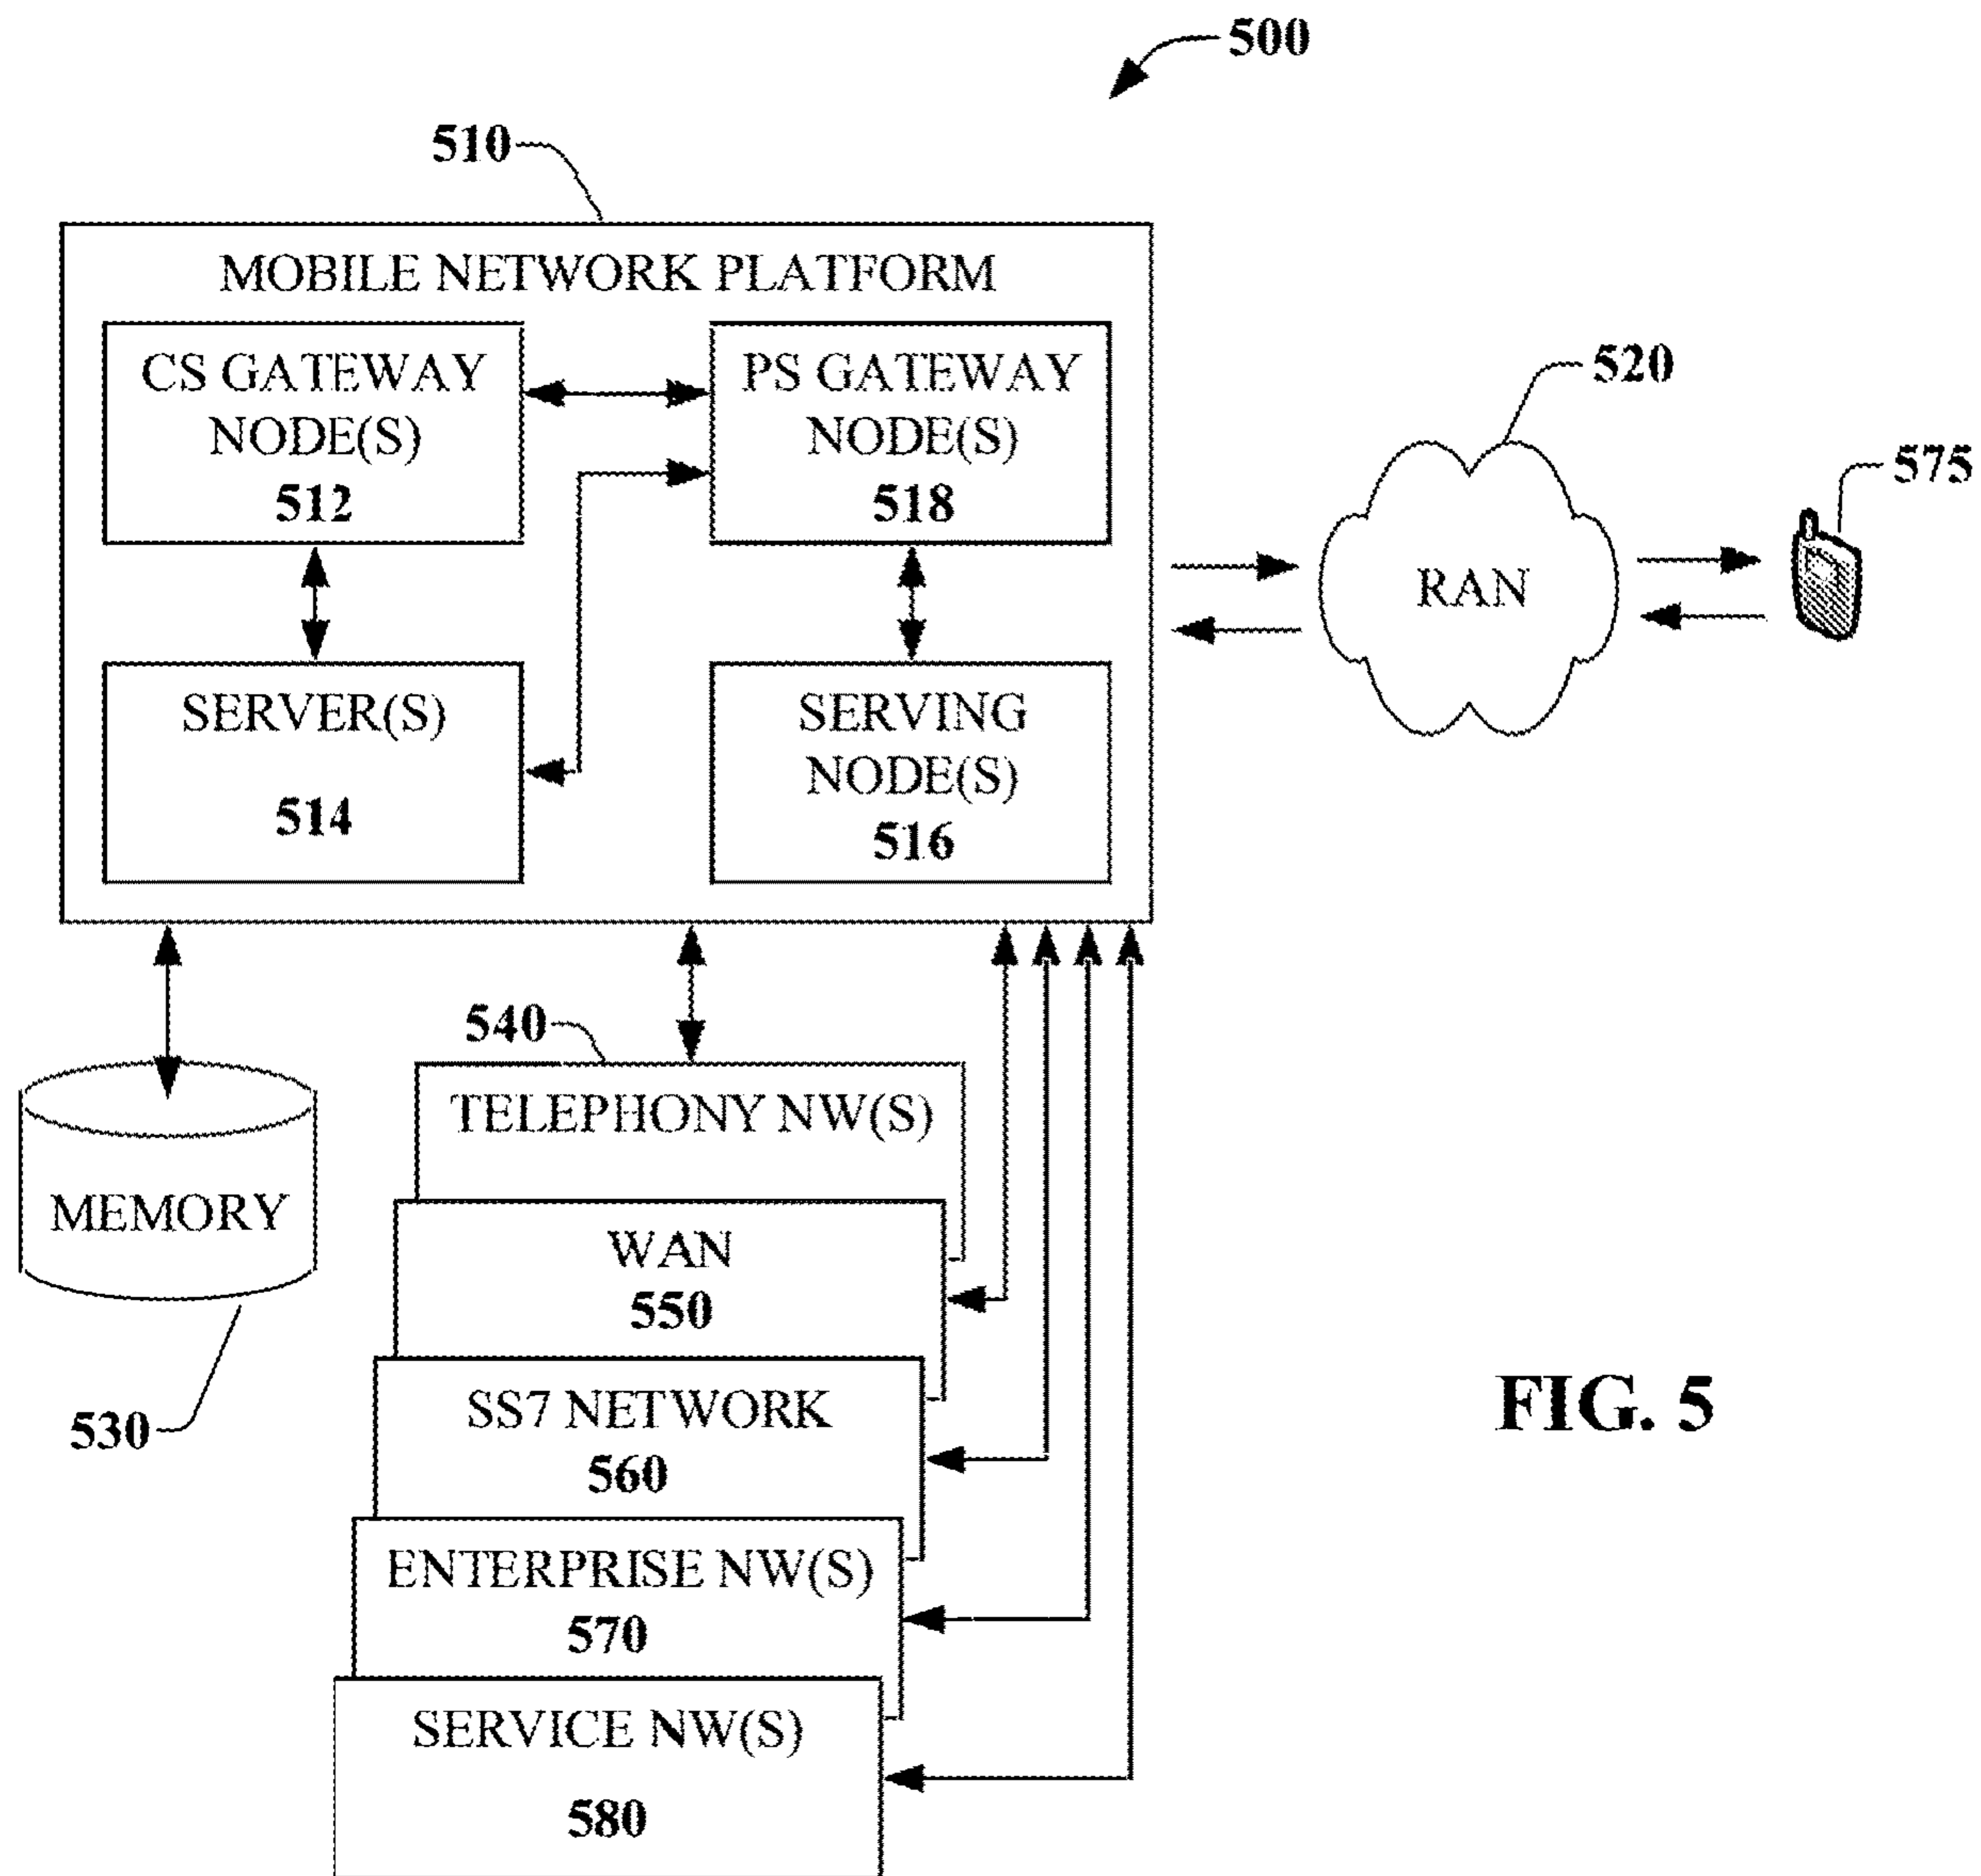 500
510
MOBILE NETWORK PLATFORM
CS GATEWAY
NODE(S)
512
PS GATEWAY
NODE(S)
518
SERVER(S)
514
SERVING
NODE(S)
516
520
RAN
575
540
TELEPHONY NW(S)
MEMORY
530
WAN
550
SS7 NETWORK
560
ENTERPRISE NW(S)
570
SERVICE NW(S)
580
FIG. 5